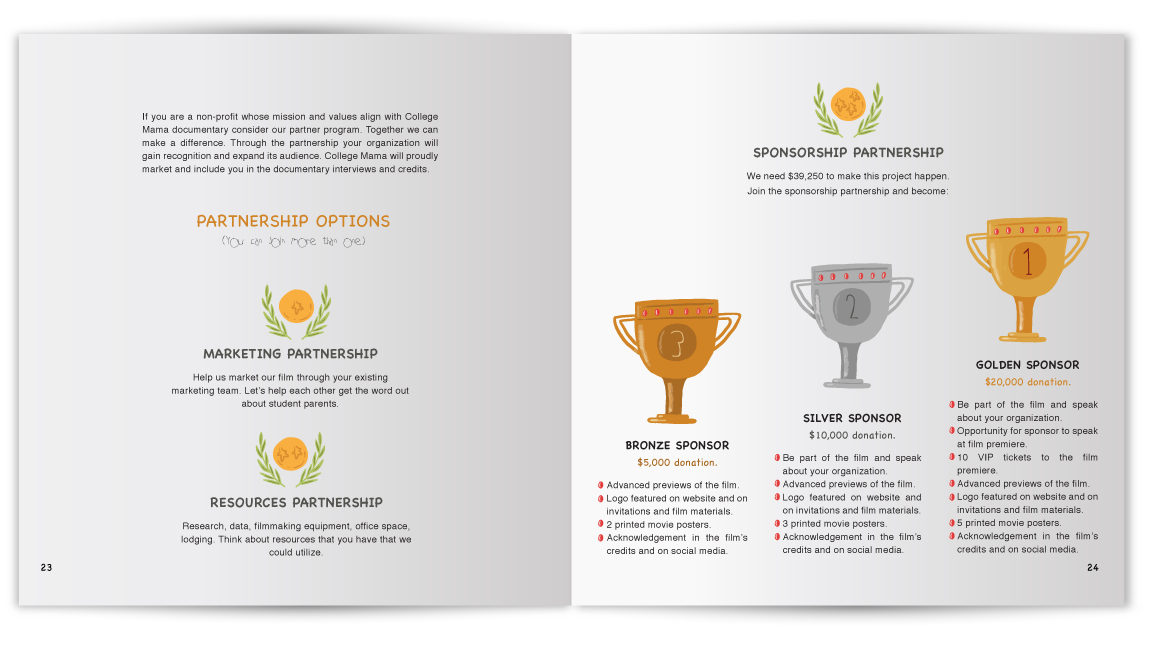 If you are a non-profit whose mission and values align with College
Mama documentary consider our partner program. Together we can
make a difference. Through the partnership your organization will
gain recognition and expand its audience. College Mama will proudly
market and include you in the documentary interviews and credits.
PARTNERSHIP OPTIONS
(You can join more than one)
MARKETING PARTNERSHIP
Help us market our film through your existing
marketing team. Let's help each other get the word out
about student parents.
RESOURCES PARTNERSHIP
Research, data, filmmaking equipment, office space,
lodging. Think about resources that you have that we
could utilize.
23
SPONSORSHIP PARTNERSHIP
We need $39,250 to make this project happen.
Join the sponsorship partnership and become:
3
BRONZE SPONSOR
$5,000 donation.
Advanced previews of the film.
Logo featured on website and on
invitations and film materials.
2 printed movie posters.
Acknowledgement in the film's
credits and on social media.
2
SILVER SPONSOR
$10,000 donation.
Be part of the film and speak
about your organization.
Advanced previews of the film.
Logo featured on website and
on invitations and film materials.
3 printed movie posters.
Acknowledgement in the film's
credits and on social media.
1
GOLDEN SPONSOR
$20,000 donation.
Be part of the film and speak
about your organization.
Opportunity for sponsor to speak
at film premiere.
10 VIP tickets to the film
premiere.
Advanced previews of the film.
Logo featured on website and on
invitations and film materials.
5 printed movie posters.
Acknowledgement in the film's
credits and on social media.
24